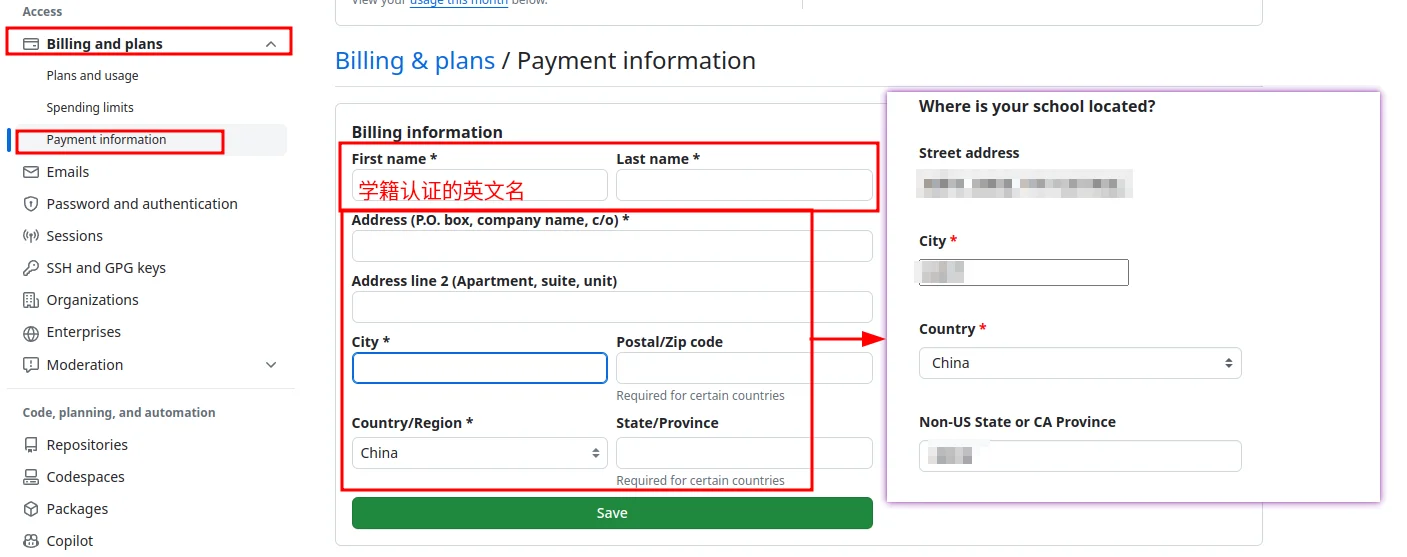 Access
Billing and plans
Plans and usage
Spending limits
Payment information
Emails
Password and authentication
Sessions
SSH and GPG keys
Organizations
Enterprises
Moderation
Code, planning, and automation
Repositories
Codespaces
Packages
Copilot
View your usage this month below.
Billing & plans / Payment information
Billing information
First name * Last name *
学籍认证的英文名
Address (P.O. box, company name, c/o) *
Address line 2 (Apartment, suite, unit)
City * Postal/Zip code
Required for certain countries
Country/Region * State/Province
China
Required for certain countries
Save
Where is your school located?
Street address
City *
Country *
China
Non-US State or CA Province